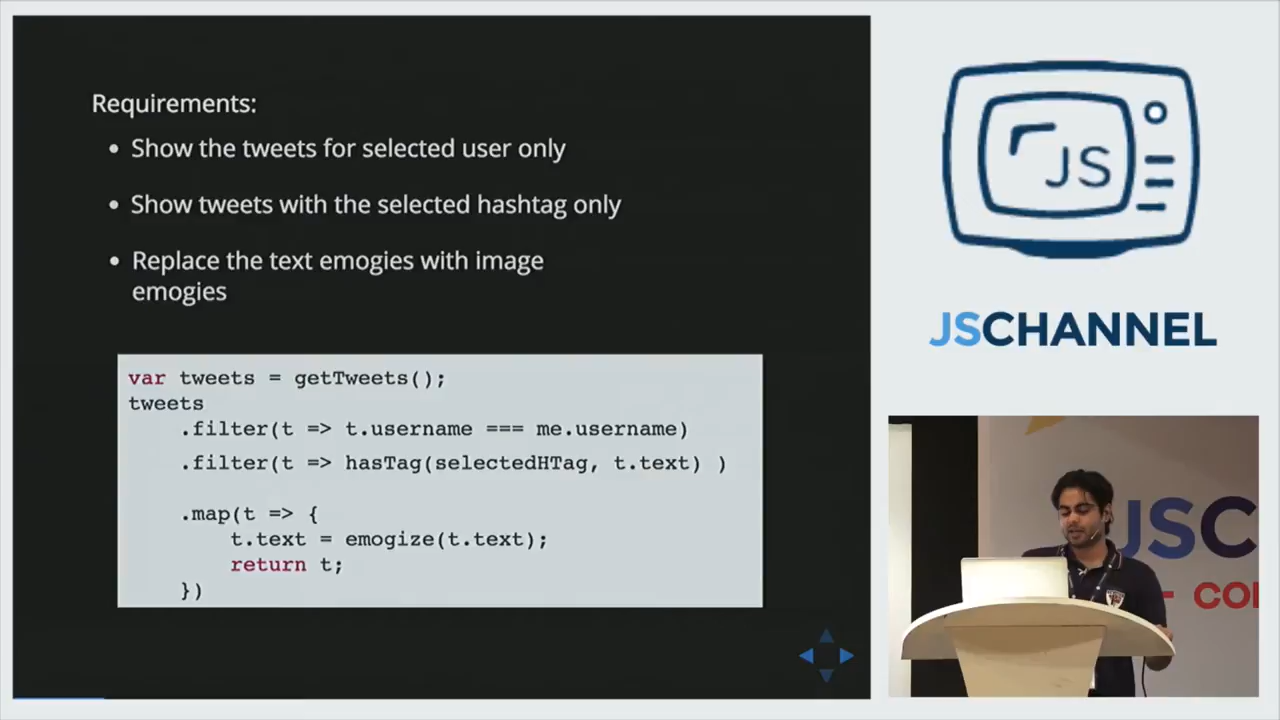 Requirements:
• Show the tweets for selected user only
• Show tweets with the selected hashtag only
• Replace the text emogies with image
emogies
var tweets = getTweets();
tweets
.filter(t => t.username === me.username)
.filter(t => hasTag(selectedHTag, t.text) )
.map(t => {
t.text = emogize(t.text);
return t;
})
JS
JSCHANNEL
JSC
- CO